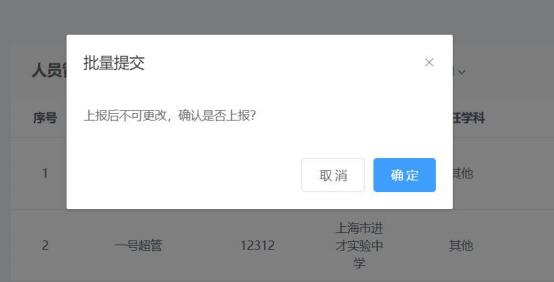 批量提交
人员
上报后不可更改，确认是否上报？
序号
任学科
取消
确定
1
其他
2
一号超管
12312
上海市进
才实验中
学
其他